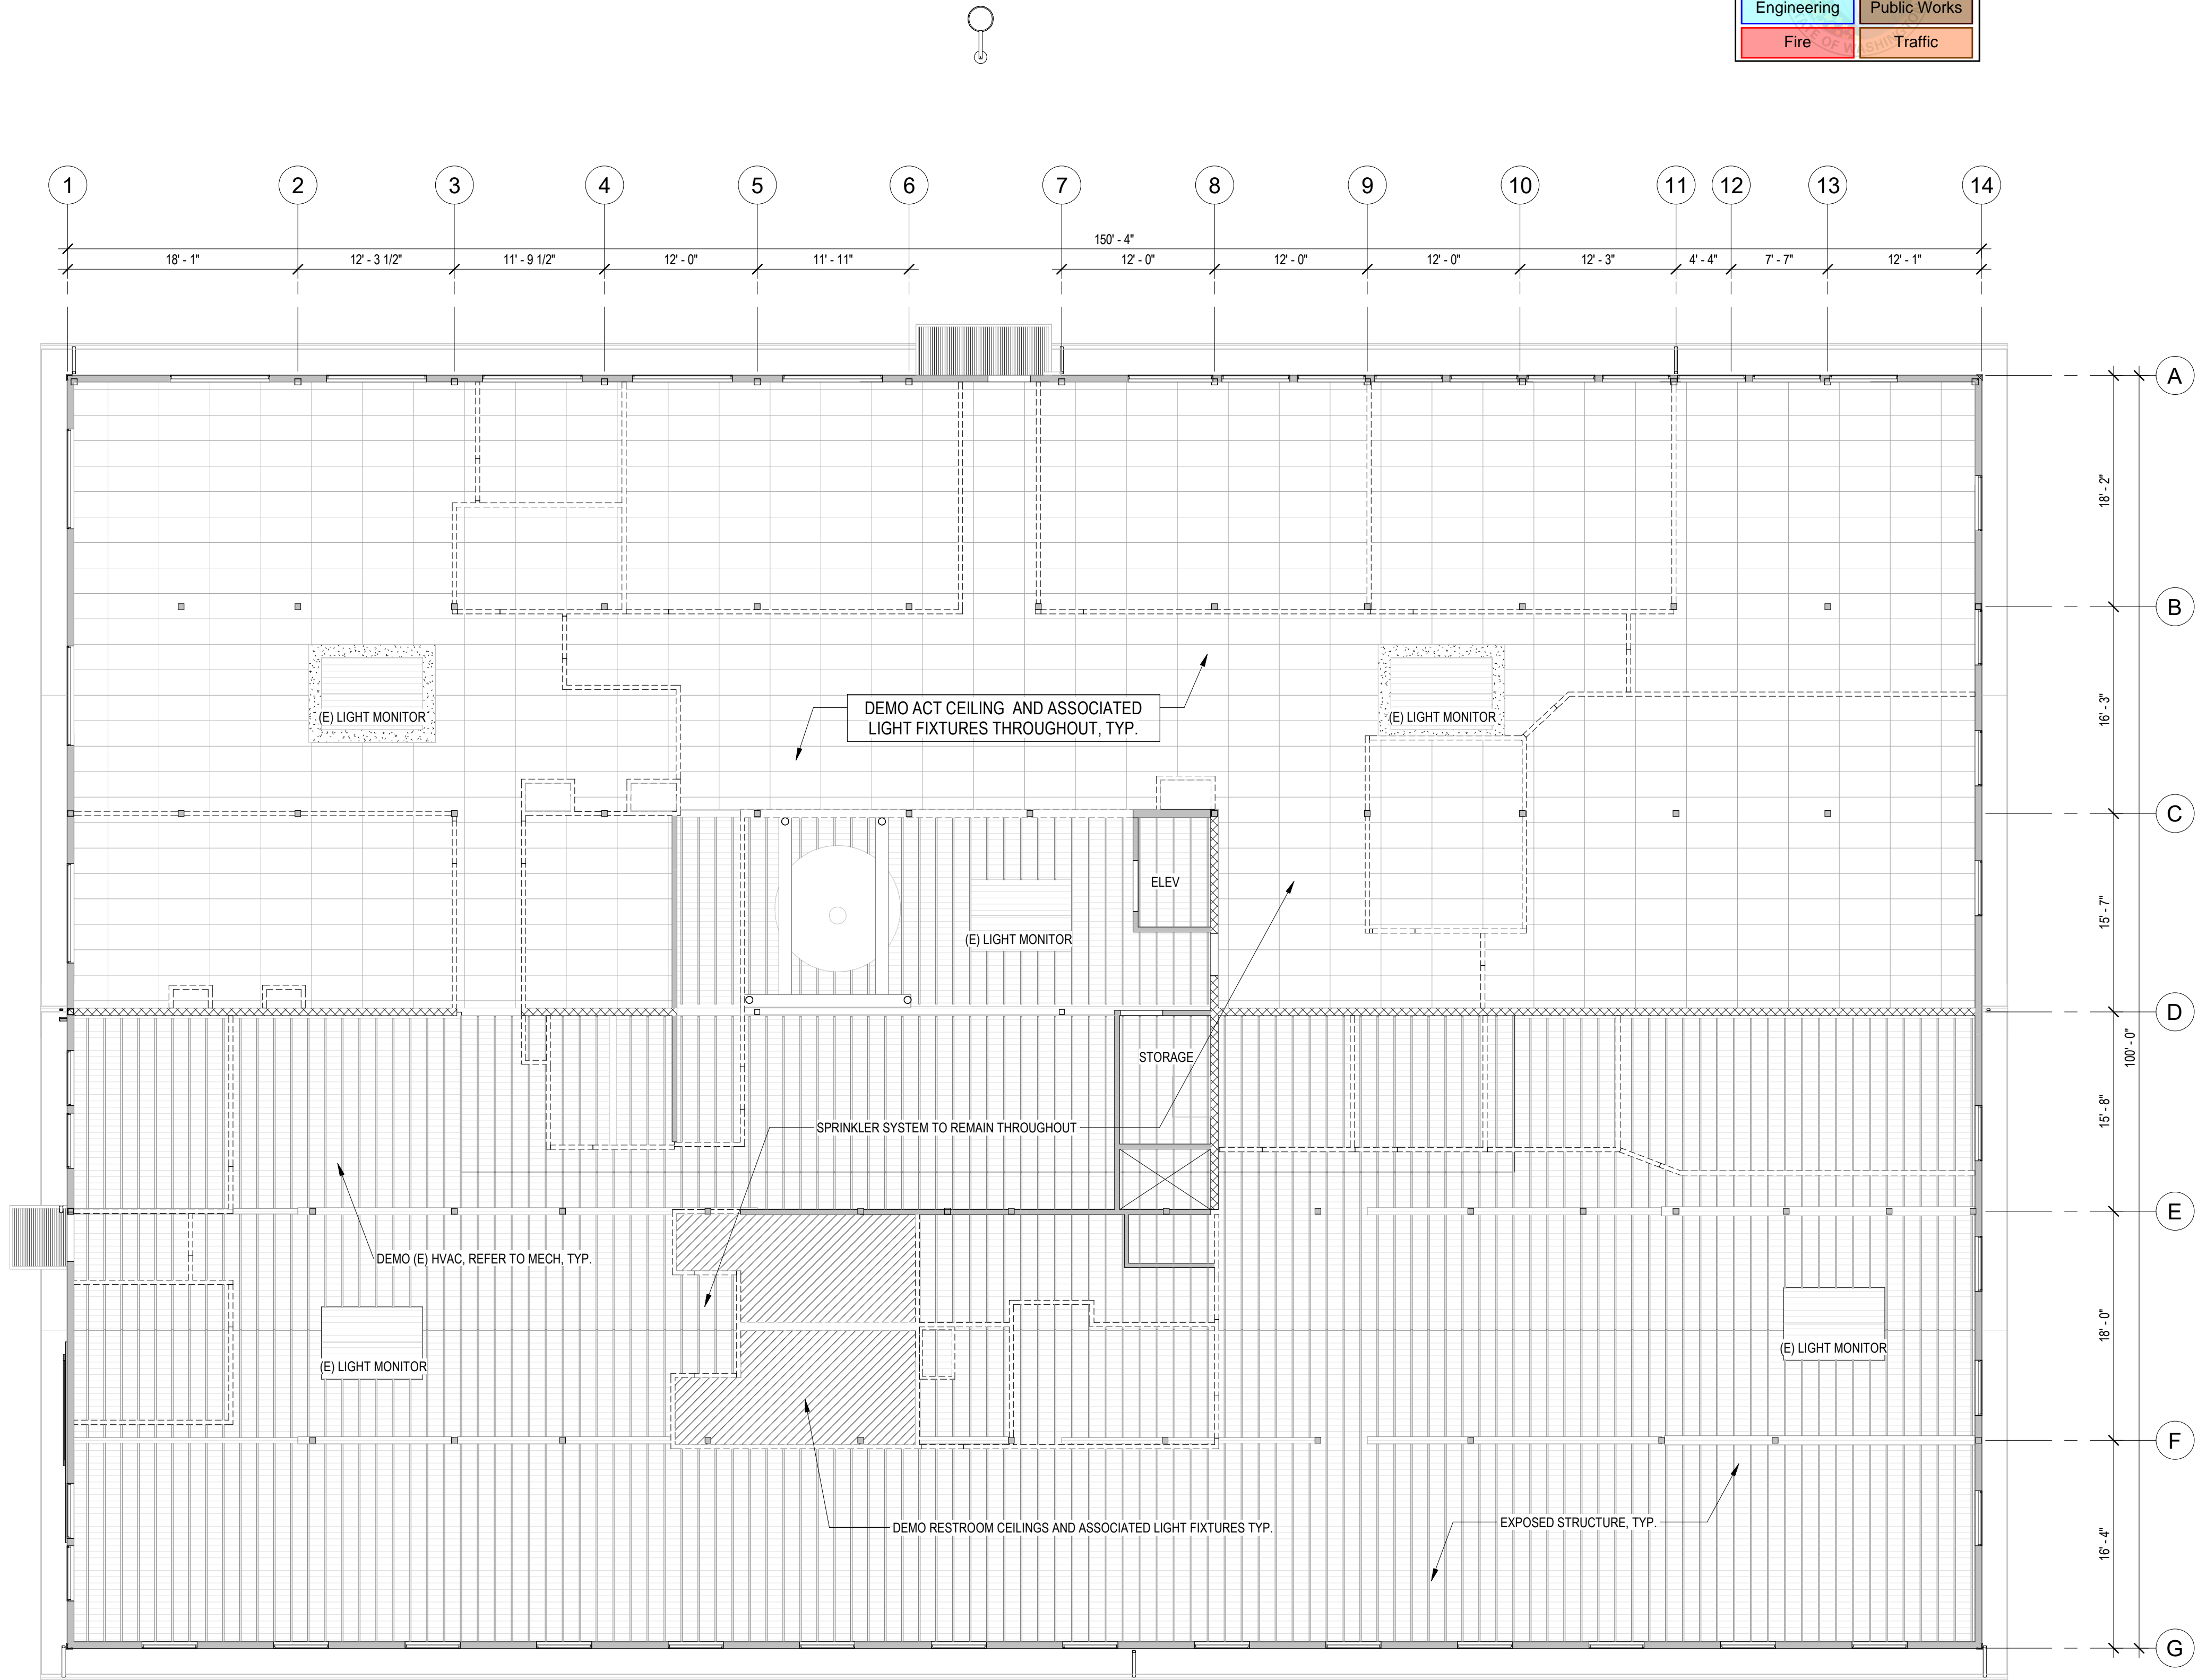 Engineering
Public Works
Fire
Traffic
STATE OF WASHINGTON
1
2
3
4
5
6
7
8
9
10
11
12
13
14
150' - 4"
18' - 1"
12' - 3 1/2"
11' - 9 1/2"
12' - 0"
11' - 11"
12' - 0"
12' - 0"
12' - 0"
12' - 3"
4' - 4"
7' - 7"
12' - 1"
A
18' - 2"
B
(E) LIGHT MONITOR
DEMO ACT CEILING AND ASSOCIATED
LIGHT FIXTURES THROUGHOUT, TYP.
(E) LIGHT MONITOR
16' - 3"
C
ELEV
(E) LIGHT MONITOR
15' - 7"
D
100' - 0"
STORAGE
SPRINKLER SYSTEM TO REMAIN THROUGHOUT
15' - 8"
E
DEMO (E) HVAC, REFER TO MECH, TYP.
(E) LIGHT MONITOR
(E) LIGHT MONITOR
18' - 0"
F
DEMO RESTROOM CEILINGS AND ASSOCIATED LIGHT FIXTURES TYP.
EXPOSED STRUCTURE, TYP.
16' - 4"
G